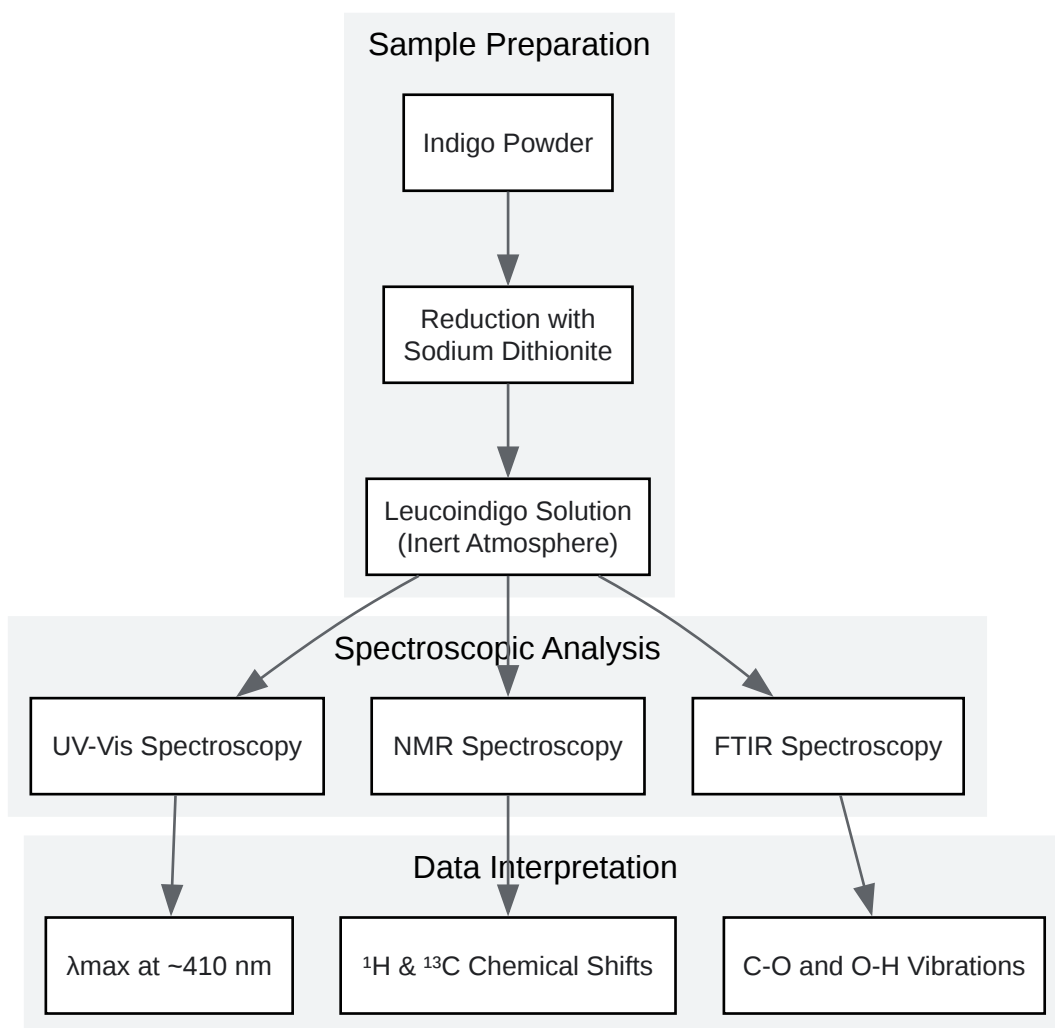 Sample Preparation
Indigo Powder
Reduction with
Sodium Dithionite
Leucoindigo Solution
(Inert Atmosphere)
Spectroscopic Analysis
UV-Vis Spectroscopy
NMR Spectroscopy
FTIR Spectroscopy
Data Interpretation
λmax at ~410 nm
¹H & ¹³C Chemical Shifts
C-O and O-H Vibrations